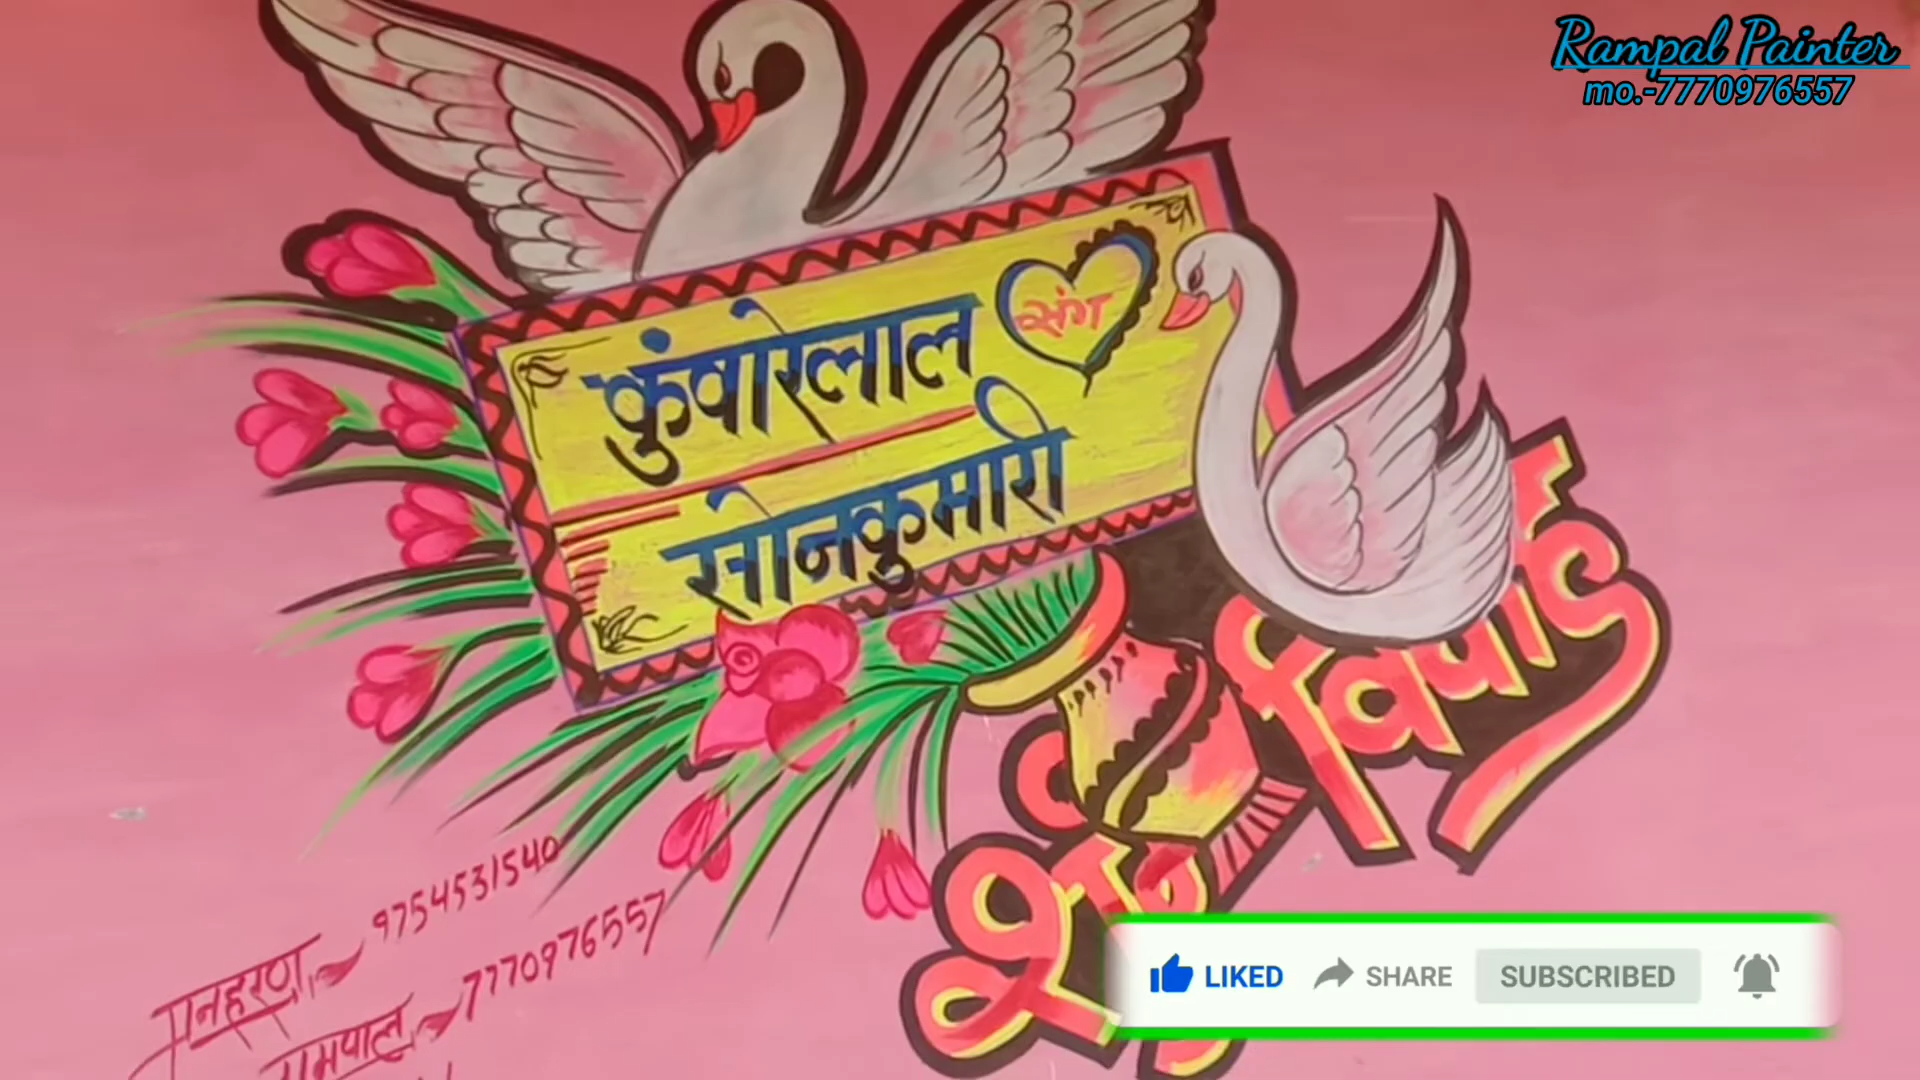 Rampal Painter
mo.-7770976557
कुंवारेलाल
संग
सोनकुमारी
विवाह
मनहरण 9754531540
रामपाल 7770976557
LIKED SHARE SUBSCRIBED